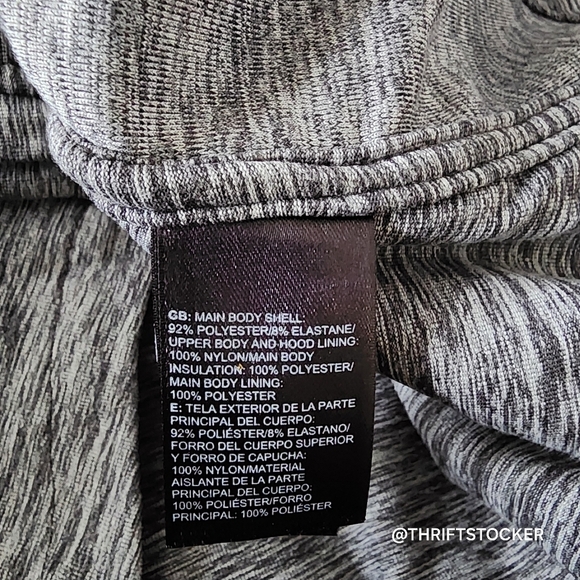 GB: MAIN BODY SHELL:
92% POLYESTER/8% ELASTANE/
UPPER BODY AND HOOD LINING:
100% NYLON/MAIN BODY
INSULATION: 100% POLYESTER/
MAIN BODY LINING:
100% POLYESTER
E: TELA EXTERIOR DE LA PARTE
PRINCIPAL DEL CUERPO:
92% POLIÉSTER/8% ELASTANO/
FORRO DEL CUERPO SUPERIOR
Y FORRO DE CAPUCHA:
100% NYLON/MATERIAL
AISLANTE DE LA PARTE
PRINCIPAL DEL CUERPO:
100% POLIÉSTER/FORRO
PRINCIPAL: 100% POLIÉSTER
@THRIFTSTOCKER